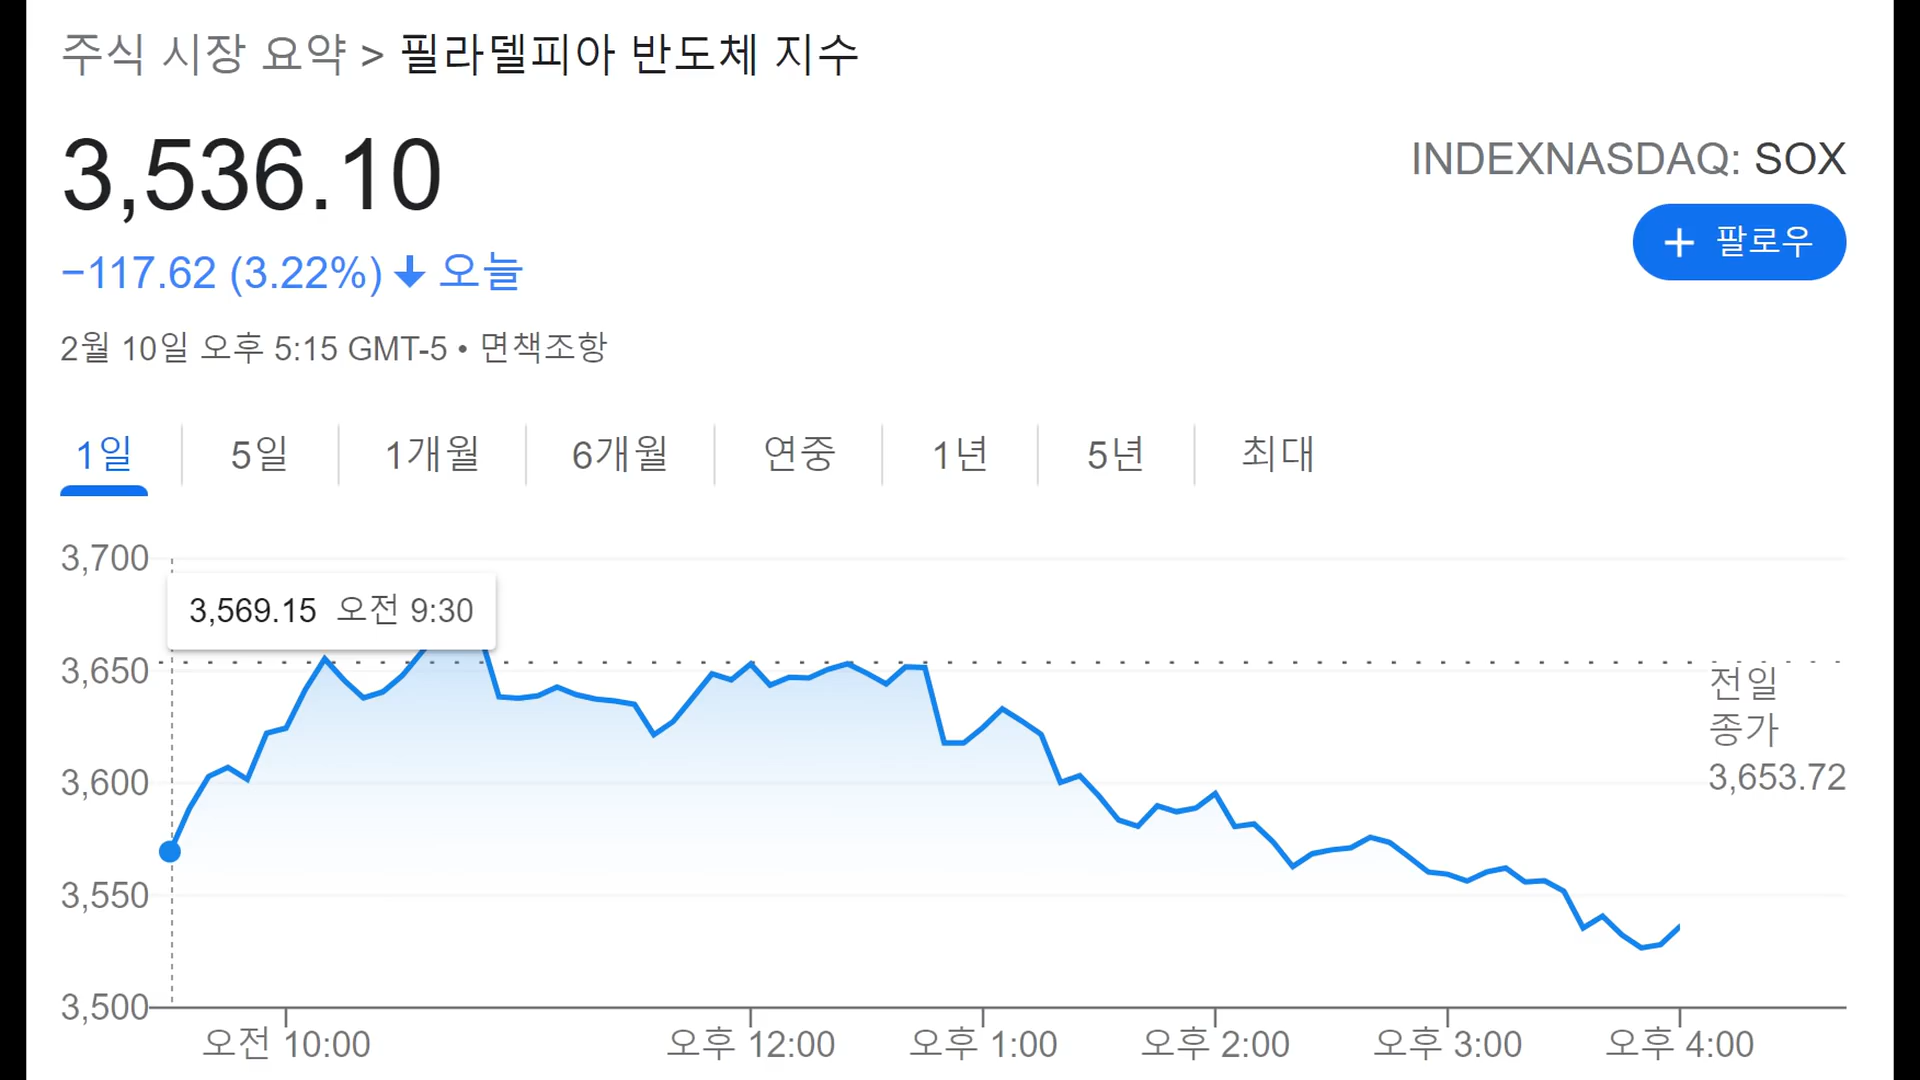 주식 시장 요약 > 필라델피아 반도체 지수
3,536.10
INDEXNASDAQ: SOX
+ 팔로우
−117.62 (3.22%) ↓ 오늘
2월 10일 오후 5:15 GMT-5 • 면책조항
1일 5일 1개월 6개월 연중 1년 5년 최대
3,700
3,569.15 오전 9:30
3,650
전일
종가
3,653.72
3,600
3,550
3,500
오전 10:00 오후 12:00 오후 1:00 오후 2:00 오후 3:00 오후 4:00